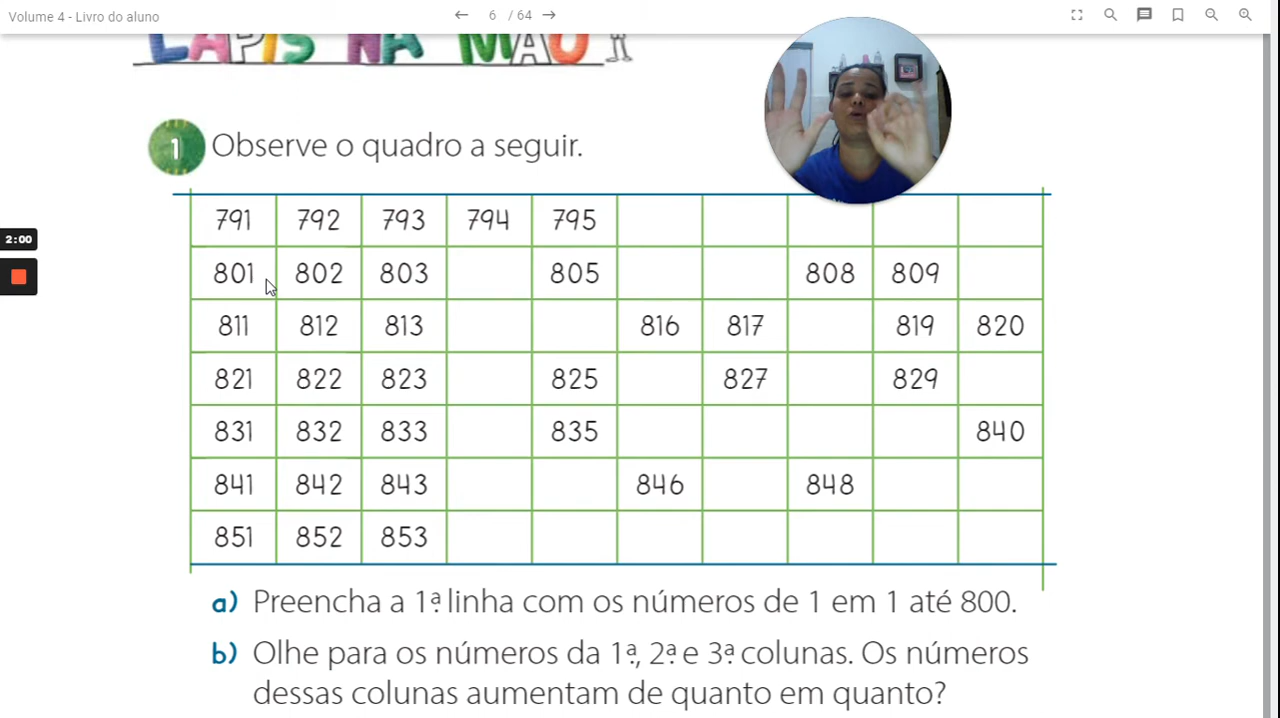 Volume 4 - Livro do aluno
6 / 64
LÁPIS NA MÃO
1 Observe o quadro a seguir.
2:00
791 792 793 794 795
801 802 803 805 808 809
811 812 813 816 817 819 820
821 822 823 825 827 829
831 832 833 835 840
841 842 843 846 848
851 852 853
a) Preencha a 1ª linha com os números de 1 em 1 até 800.
b) Olhe para os números da 1ª, 2ª e 3ª colunas. Os números
dessas colunas aumentam de quanto em quanto?